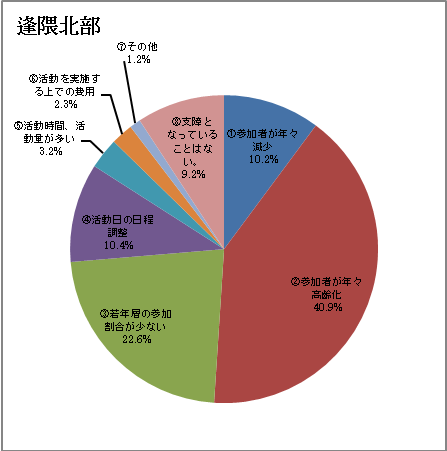 逢隈北部
⑦その他
1.2%
⑥活動を実施す
る上での費用
2.3%
⑤活動時間、活
動量が多い
3.2%
⑧支障と
なっている
ことはな
い。
9.2%
①参加者が年々
減少
10.2%
④活動日の日程
調整
10.4%
②参加者が年々
高齢化
40.9%
③若年層の参加
割合が少ない
22.6%